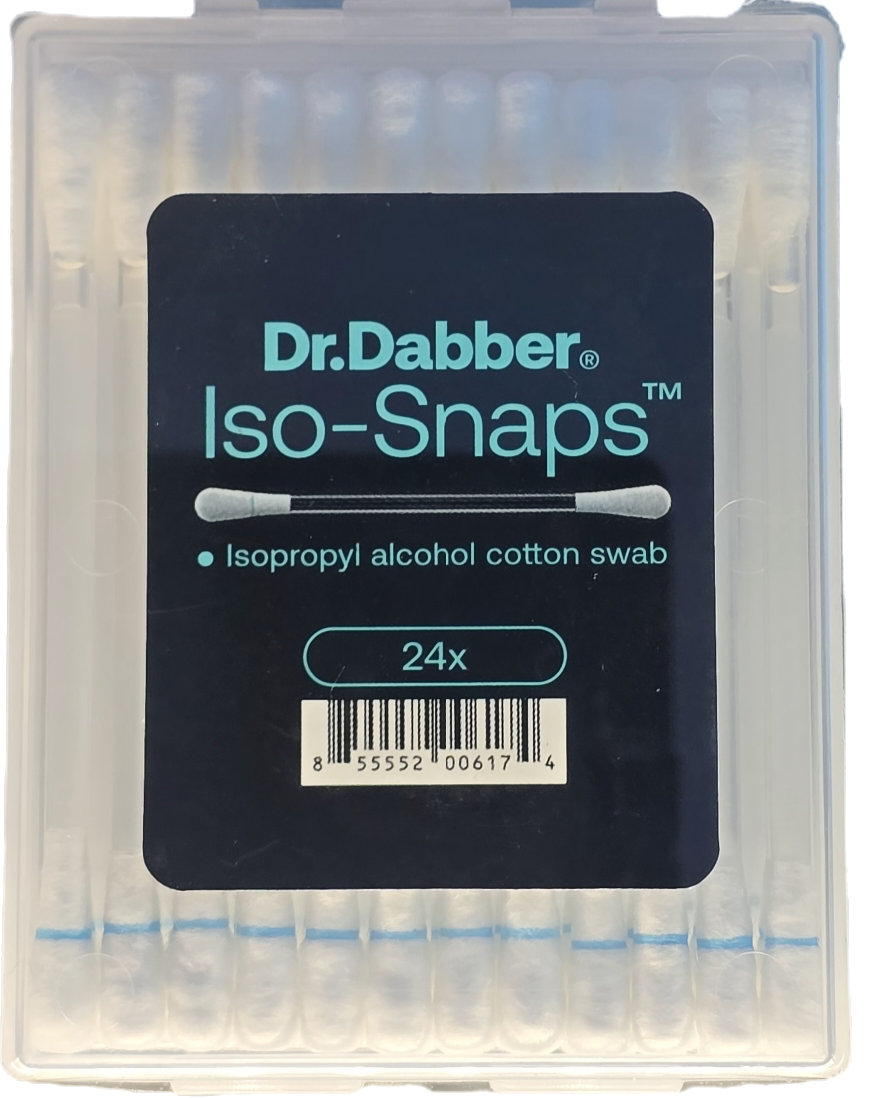 Dr.Dabber®
Iso-Snaps™
• Isopropyl alcohol cotton swab
24x
8 55552 00617 4